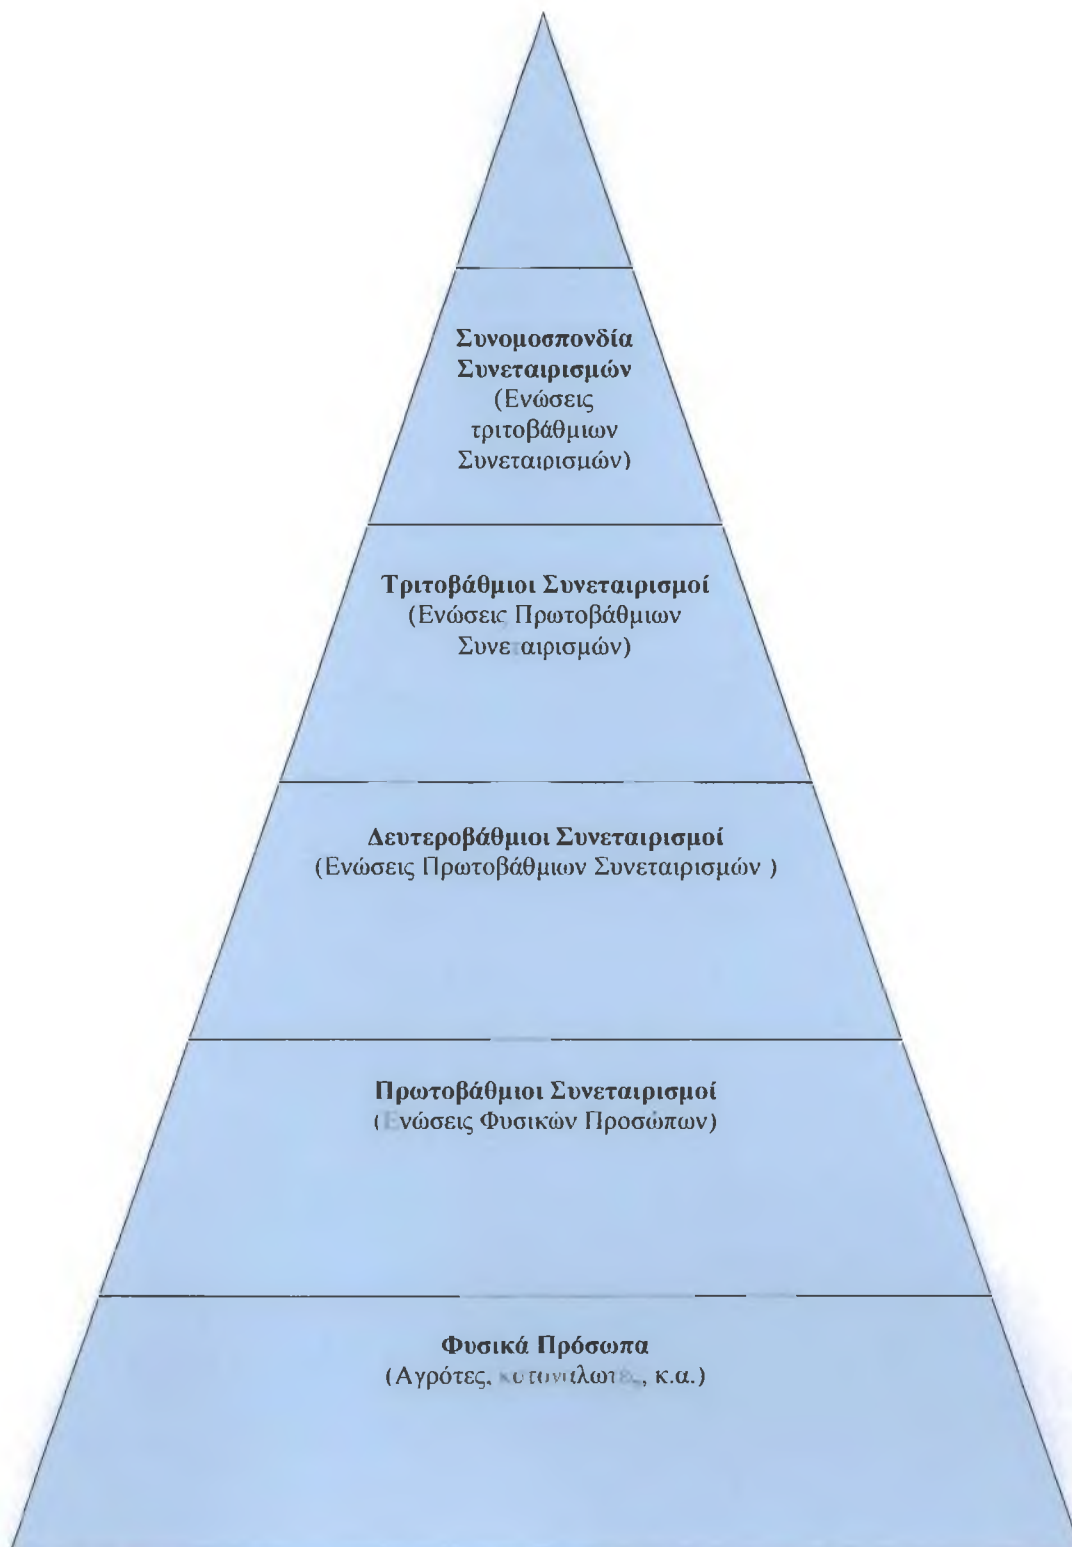 Συνομοσπονδία
Συνεταιρισμών
(Ενώσεις
τριτοβάθμιων
Συνεταιρισμών)
Τριτοβάθμιοι Συνεταιρισμοί
(Ενώσεις Πρωτοβάθμιων
Συνεταιρισμών)
Δευτεροβάθμιοι Συνεταιρισμοί
(Ενώσεις Πρωτοβάθμιων Συνεταιρισμών )
Πρωτοβάθμιοι Συνεταιρισμοί
(Ενώσεις Φυσικών Προσώπων)
Φυσικά Πρόσωπα
(Αγρότες, καταναλωτές, κ.α.)